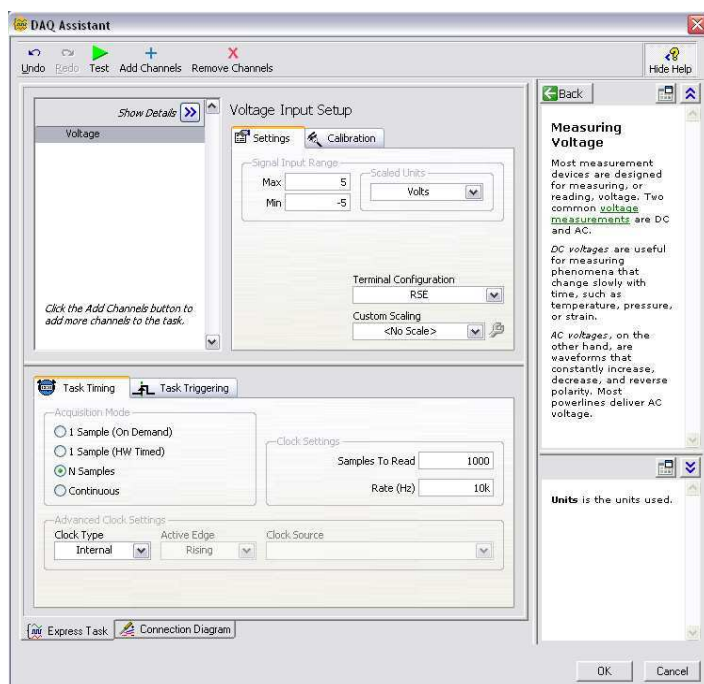 DAQ Assistant
Undo Redo Test Add Channels Remove Channels
Hide Help
Show Details
Voltage
Click the Add Channels button to
add more channels to the task.
Voltage Input Setup
Settings Calibration
Signal Input Range
Max 5
Min -5
Scaled Units
Volts
Terminal Configuration
RSE
Custom Scaling
<No Scale>
Task Timing Task Triggering
Acquisition Mode
1 Sample (On Demand)
1 Sample (HW Timed)
N Samples
Continuous
Clock Settings
Samples To Read 1000
Rate (Hz) 10k
Advanced Clock Settings
Clock Type Active Edge Clock Source
Internal Rising
Express Task Connection Diagram
Back
Measuring
Voltage
Most measurement
devices are designed
for measuring, or
reading, voltage. Two
common voltage
measurements are DC
and AC.
DC voltages are useful
for measuring
phenomena that
change slowly with
time, such as
temperature, pressure,
or strain.
AC voltages, on the
other hand, are
waveforms that
constantly increase,
decrease, and reverse
polarity. Most
powerlines deliver AC
voltage.
Units is the units used.
OK Cancel